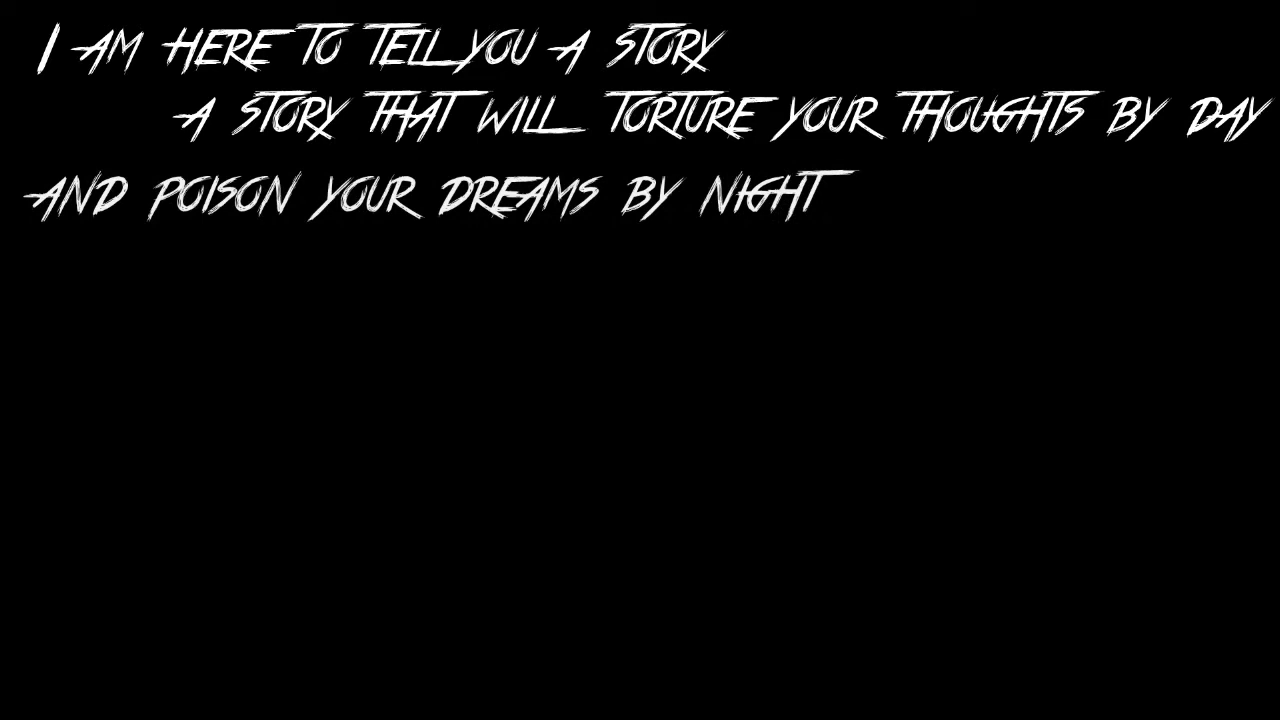 I AM HERE TO TELL YOU A STORY
A STORY THAT WILL TORTURE YOUR THOUGHTS BY DAY
AND POISON YOUR DREAMS BY NIGHT